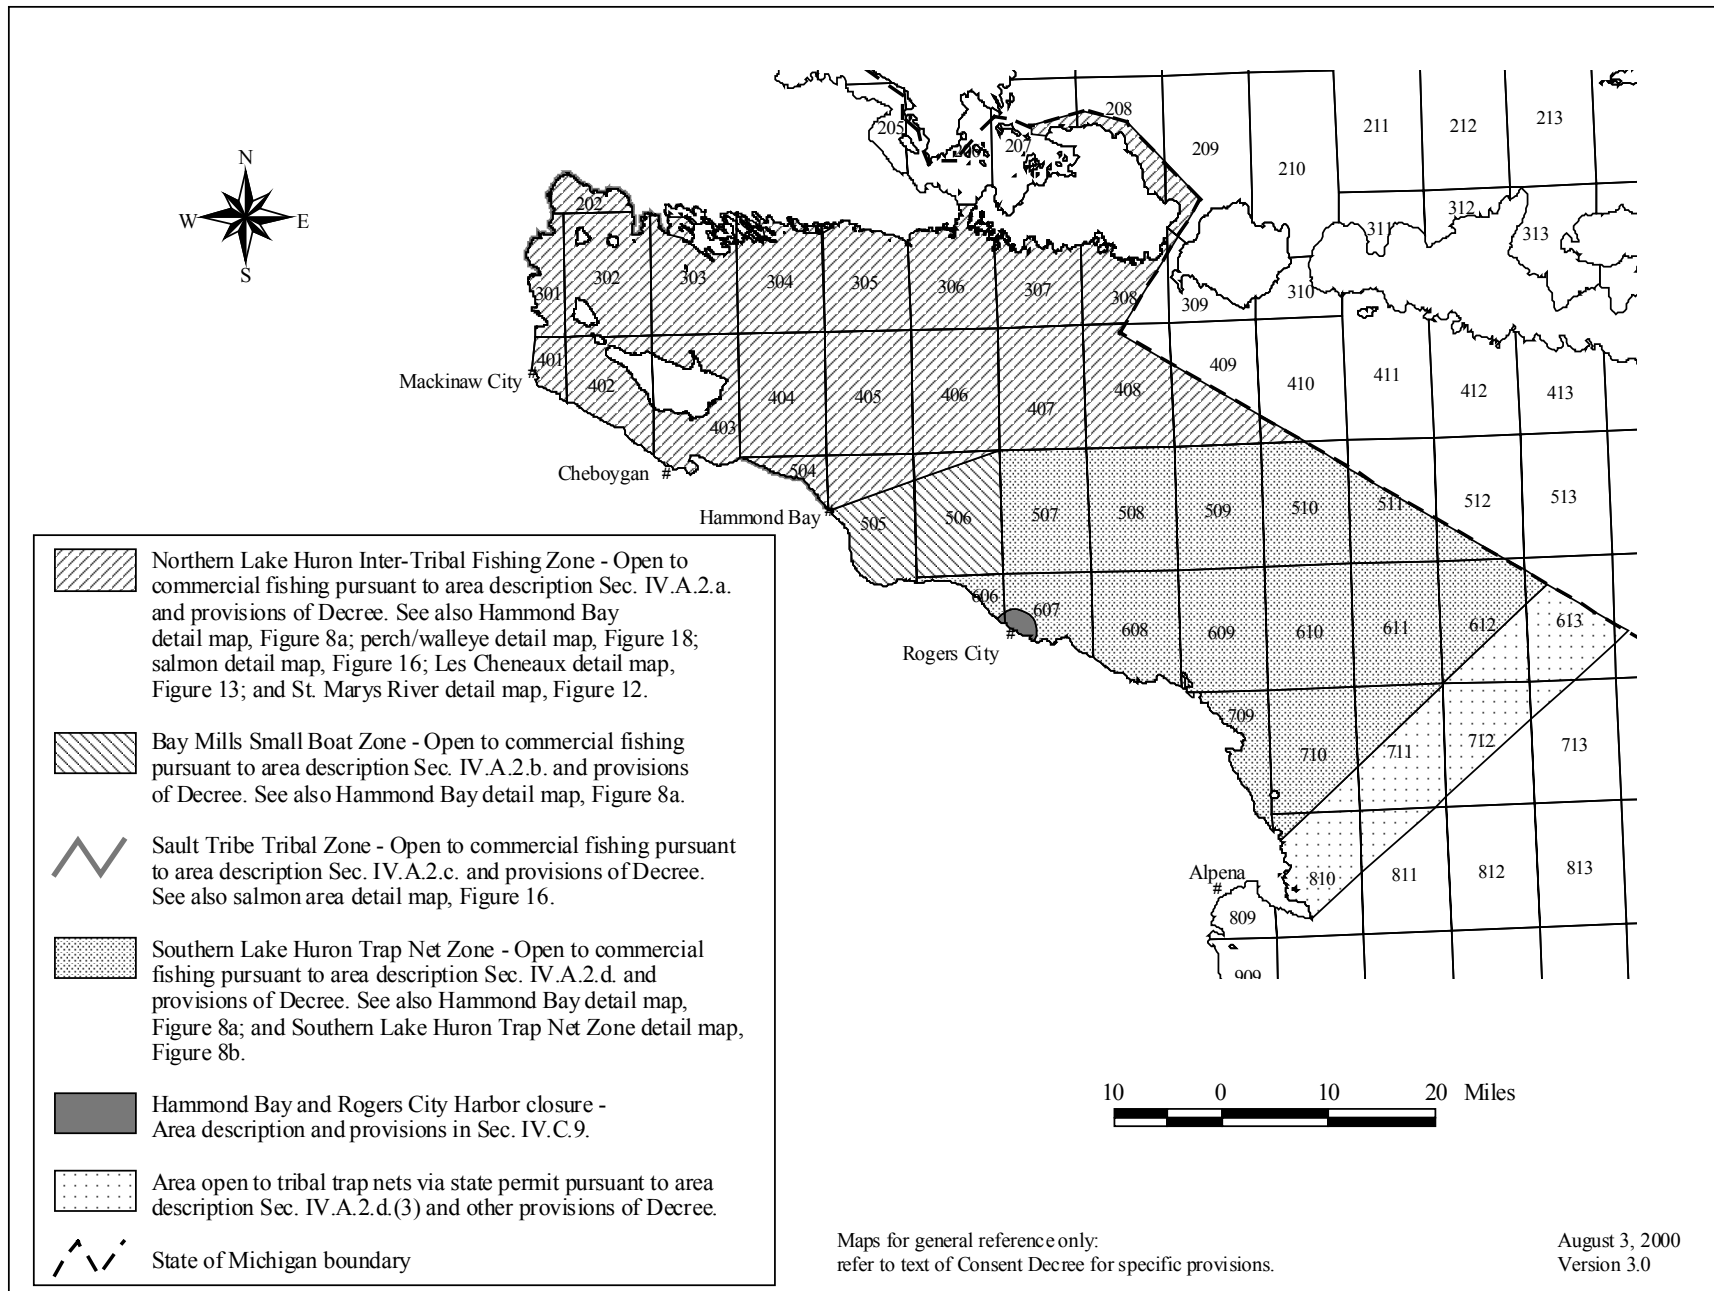 N
W E
S
205
206
207
208
209
210
211
212
213
202
301
302
303
304
305
306
307
308
309
310
311
312
313
401
402
403
404
405
406
407
408
409
410
411
412
413
504
505
506
507
508
509
510
511
512
513
606
607
608
609
610
611
612
613
709
710
711
712
713
809
810
811
812
813
909
Mackinaw City #
Cheboygan #
Hammond Bay #
#
Rogers City
Alpena
#
Northern Lake Huron Inter-Tribal Fishing Zone - Open to
commercial fishing pursuant to area description Sec. IV.A.2.a.
and provisions of Decree. See also Hammond Bay
detail map, Figure 8a; perch/walleye detail map, Figure 18;
salmon detail map, Figure 16; Les Cheneaux detail map,
Figure 13; and St. Marys River detail map, Figure 12.
Bay Mills Small Boat Zone - Open to commercial fishing
pursuant to area description Sec. IV.A.2.b. and provisions
of Decree. See also Hammond Bay detail map, Figure 8a.
Sault Tribe Tribal Zone - Open to commercial fishing pursuant
to area description Sec. IV.A.2.c. and provisions of Decree.
See also salmon area detail map, Figure 16.
Southern Lake Huron Trap Net Zone - Open to commercial
fishing pursuant to area description Sec. IV.A.2.d. and
provisions of Decree. See also Hammond Bay detail map,
Figure 8a; and Southern Lake Huron Trap Net Zone detail map,
Figure 8b.
Hammond Bay and Rogers City Harbor closure -
Area description and provisions in Sec. IV.C.9.
Area open to tribal trap nets via state permit pursuant to area
description Sec. IV.A.2.d.(3) and other provisions of Decree.
State of Michigan boundary
10 0 10 20 Miles
Maps for general reference only:
refer to text of Consent Decree for specific provisions.
August 3, 2000
Version 3.0